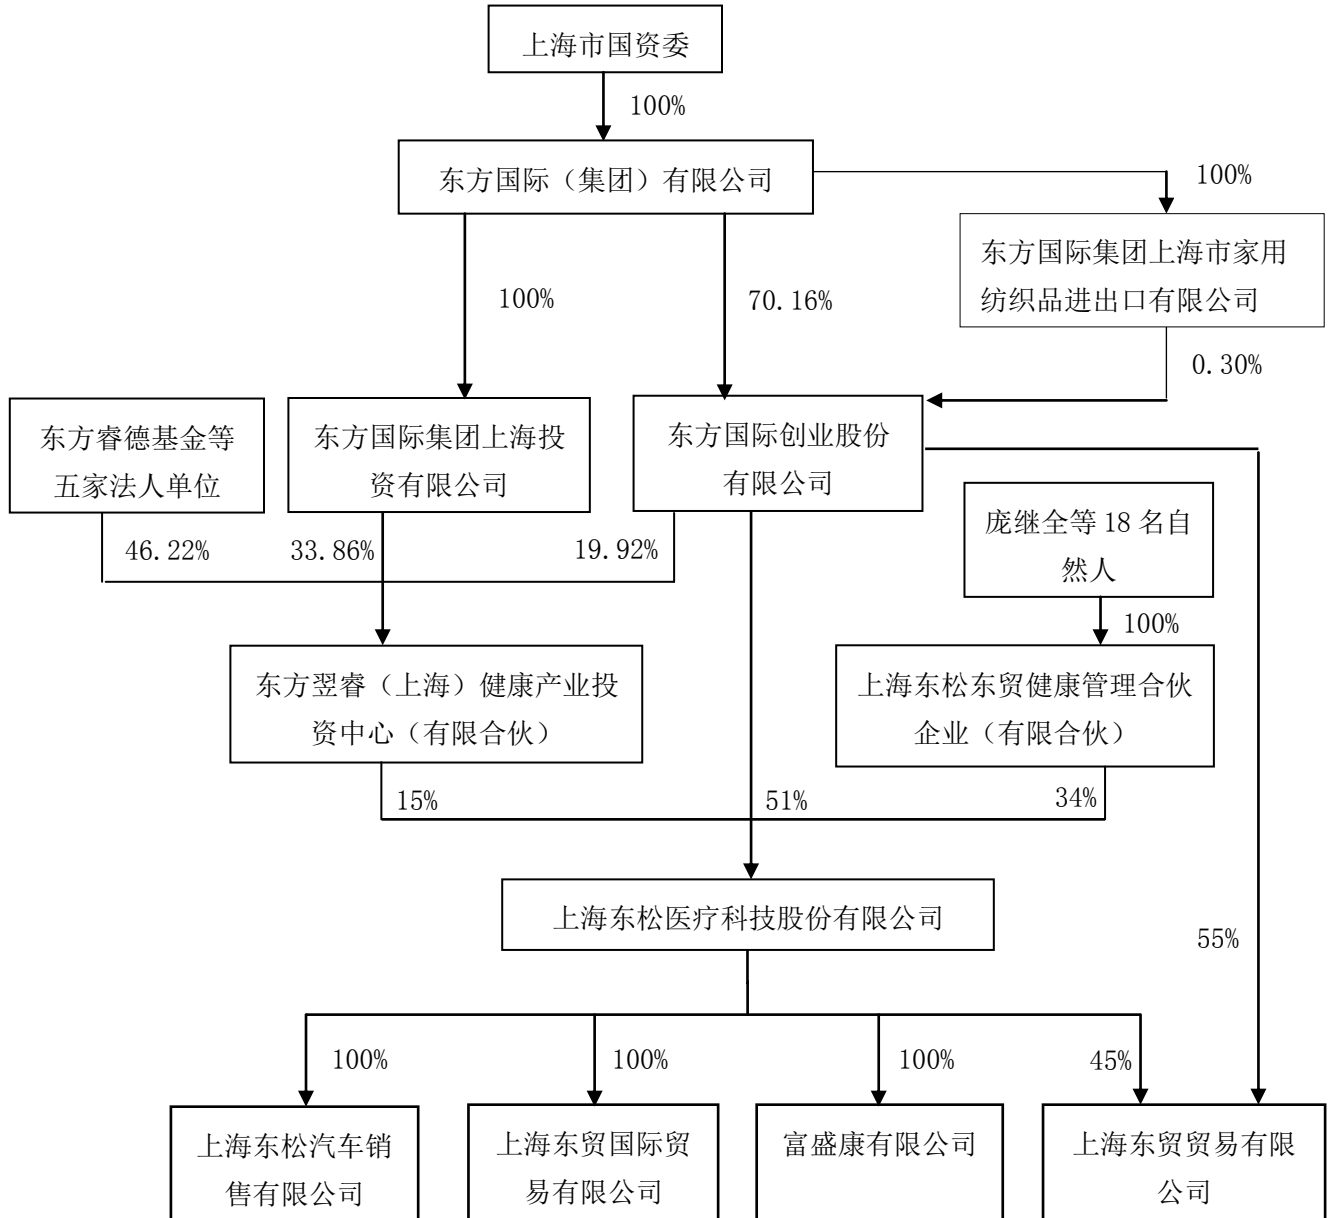 上海市国资委
100%
东方国际（集团）有限公司
100%
东方国际集团上海市家用
纺织品进出口有限公司
100%
70.16%
0.30%
东方睿德基金等
五家法人单位
东方国际集团上海投
资有限公司
东方国际创业股份
有限公司
庞继全等 18 名自
然人
46.22%
33.86%
19.92%
100%
东方翌睿（上海）健康产业投
资中心（有限合伙）
上海东松东贸健康管理合伙
企业（有限合伙）
15%
51%
34%
上海东松医疗科技股份有限公司
55%
100%
100%
100%
45%
上海东松汽车销
售有限公司
上海东贸国际贸
易有限公司
富盛康有限公司
上海东贸贸易有限
公司